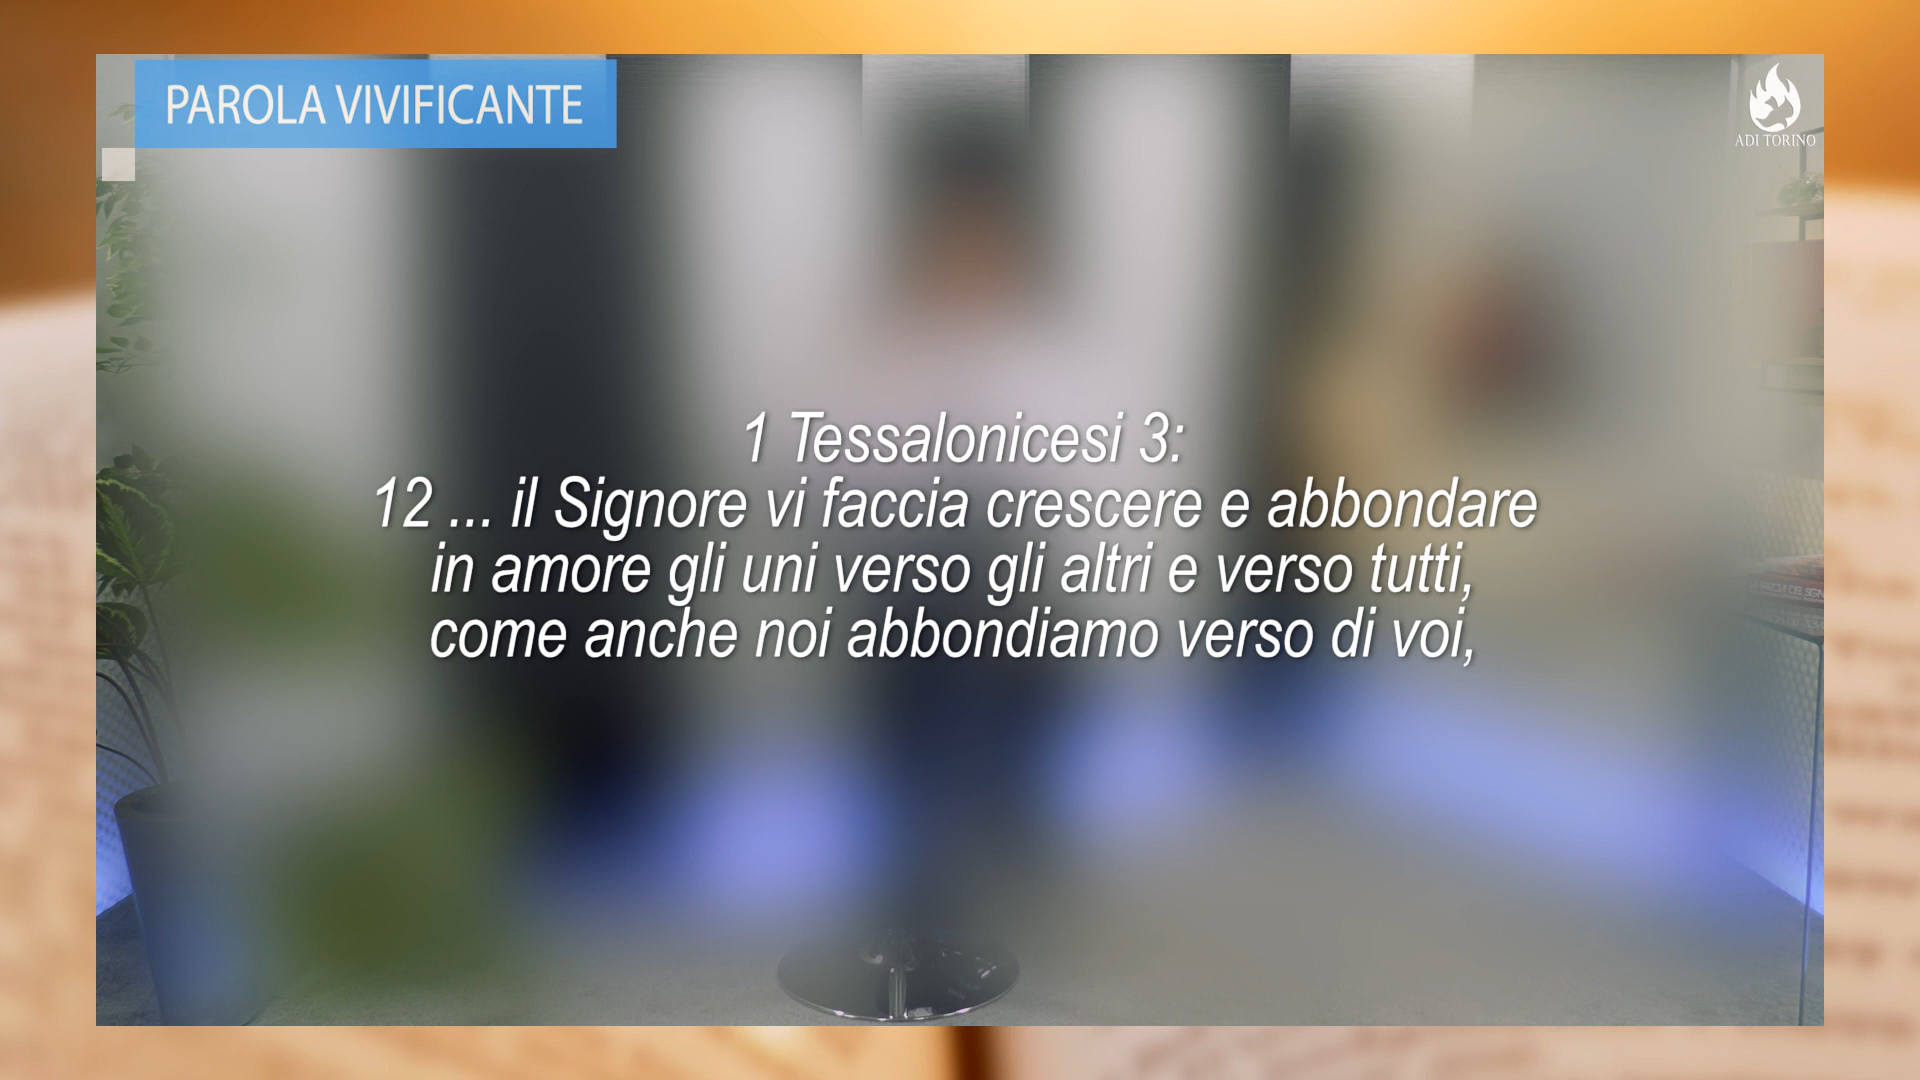 PAROLA VIVIFICANTE
ADI TORINO
1 Tessalonicesi 3:
12 ... il Signore vi faccia crescere e abbondare
in amore gli uni verso gli altri e verso tutti,
come anche noi abbondiamo verso di voi,